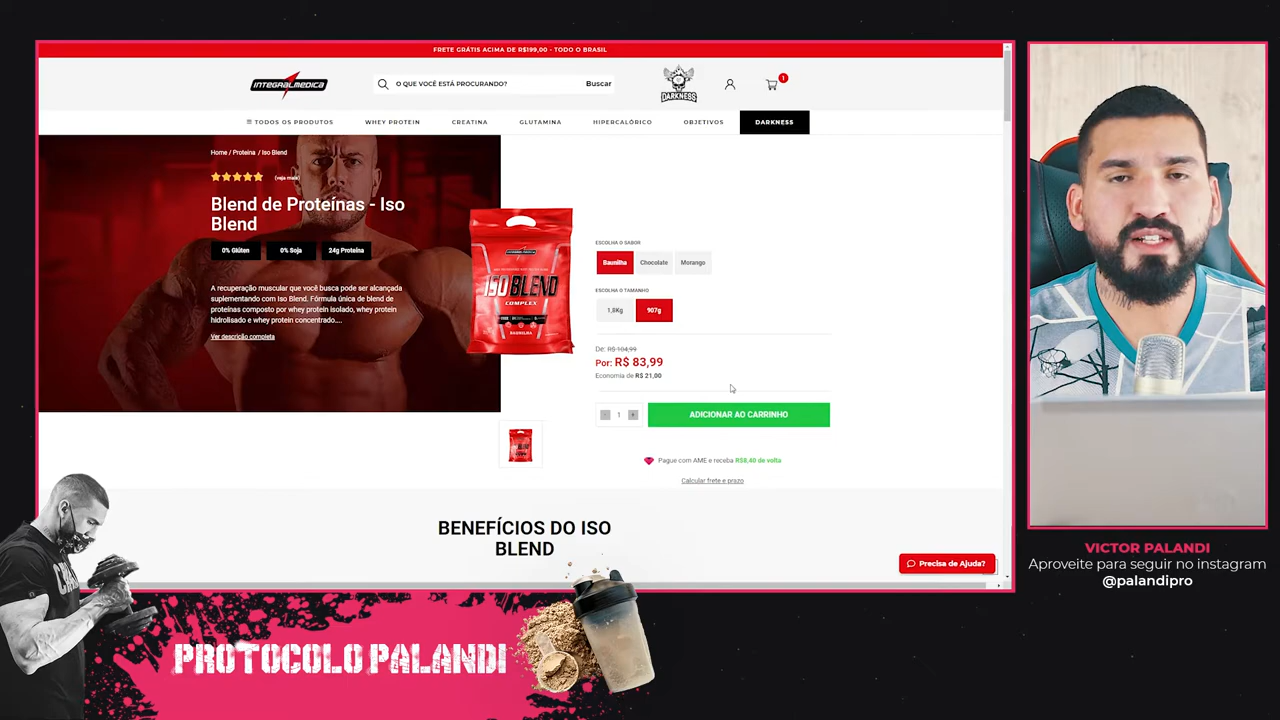 FRETE GRÁTIS ACIMA DE R$199,00 - TODO O BRASIL
INTEGRALMEDICA
O QUE VOCÊ ESTÁ PROCURANDO?
Buscar
DARKNESS
1
TODOS OS PRODUTOS
WHEY PROTEIN
CREATINA
GLUTAMINA
HIPERCALÓRICO
OBJETIVOS
DARKNESS
Home / Proteína / Iso Blend
(veja mais)
Blend de Proteínas - Iso
Blend
0% Glúten
0% Soja
24g Proteína
A recuperação muscular que você busca pode ser alcançada
suplementando com Iso Blend. Fórmula única de blend de
proteínas composto por whey protein isolado, whey protein
hidrolisado e whey protein concentrado....
Ver descrição completa
INTEGRALMEDICA
ISO BLEND
COMPLEX
BAUNILHA
ESCOLHA O SABOR
Baunilha
Chocolate
Morango
ESCOLHA O TAMANHO
1,8Kg
907g
De: R$ 104,99
Por: R$ 83,99
Economia de R$ 21,00
- 1 +
ADICIONAR AO CARRINHO
Pague com AME e receba R$8,40 de volta
Calcular frete e prazo
BENEFÍCIOS DO ISO
BLEND
Precisa de Ajuda?
PROTOCOLO PALANDI
VICTOR PALANDI
Aproveite para seguir no instagram
@palandipro